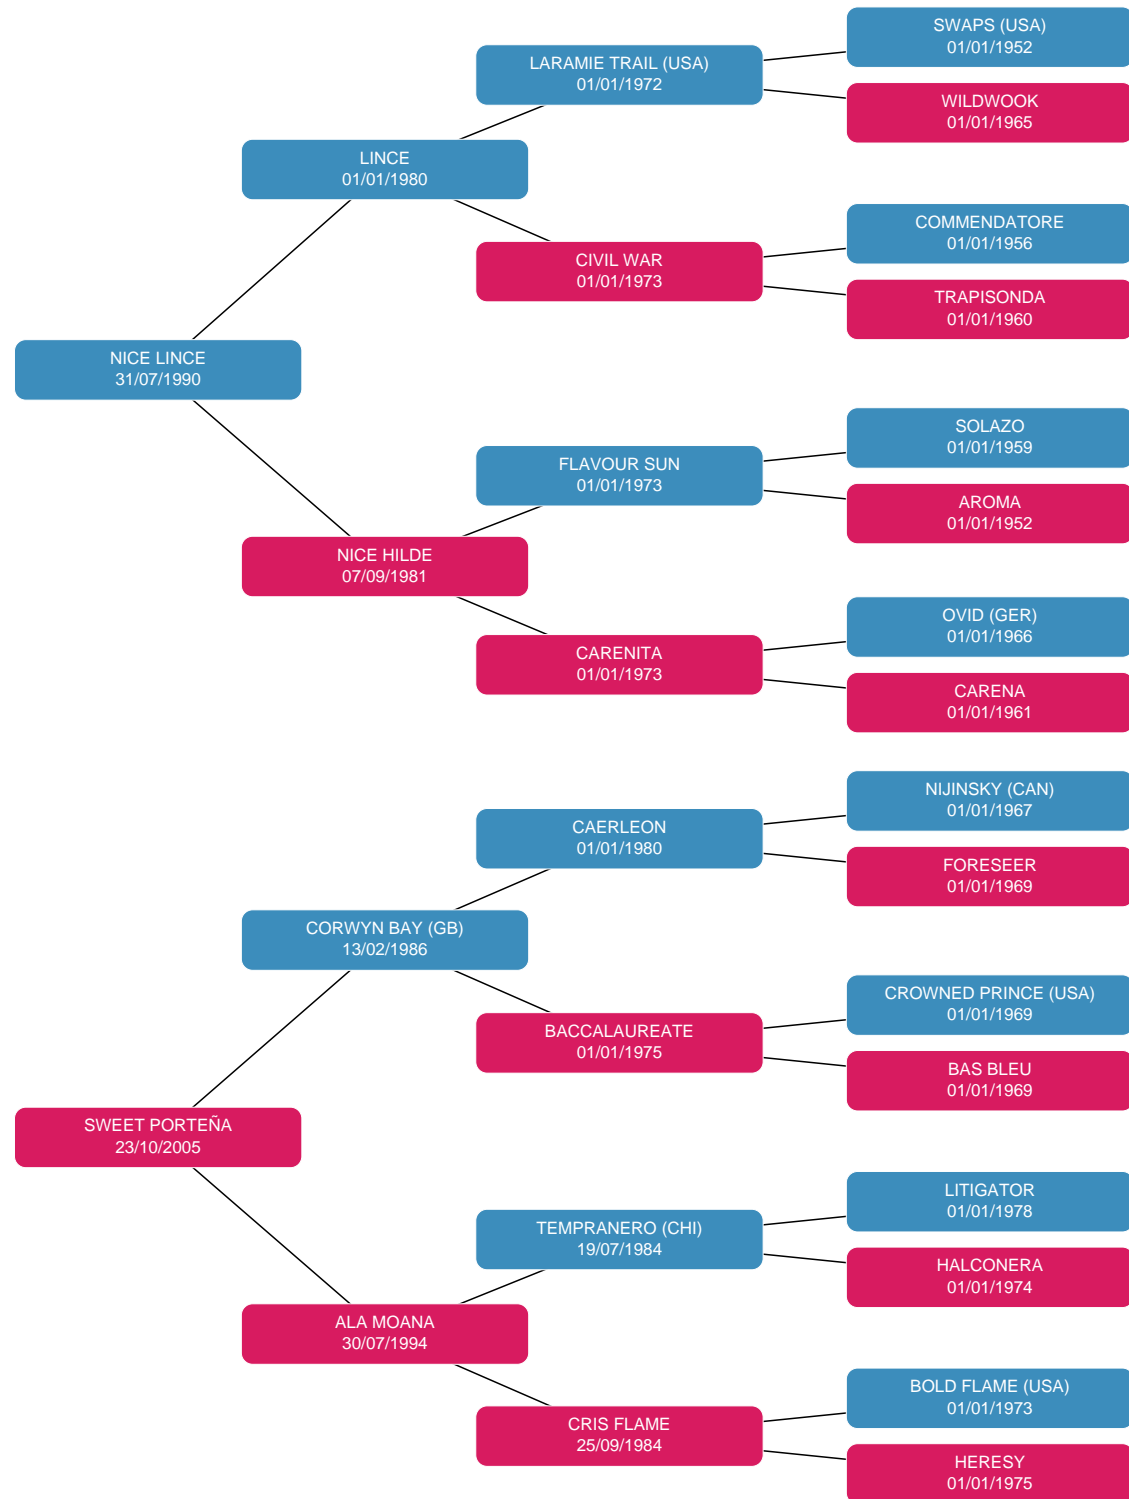 SWAPS (USA)
01/01/1952
LARAMIE TRAIL (USA)
01/01/1972
WILDWOOK
01/01/1965
LINCE
01/01/1980
COMMENDATORE
01/01/1956
CIVIL WAR
01/01/1973
TRAPISONDA
01/01/1960
NICE LINCE
31/07/1990
SOLAZO
01/01/1959
FLAVOUR SUN
01/01/1973
AROMA
01/01/1952
NICE HILDE
07/09/1981
OVID (GER)
01/01/1966
CARENITA
01/01/1973
CARENA
01/01/1961
NIJINSKY (CAN)
01/01/1967
CAERLEON
01/01/1980
FORESEER
01/01/1969
CORWYN BAY (GB)
13/02/1986
CROWNED PRINCE (USA)
01/01/1969
BACCALAUREATE
01/01/1975
BAS BLEU
01/01/1969
SWEET PORTEÑA
23/10/2005
LITIGATOR
01/01/1978
TEMPRANERO (CHI)
19/07/1984
HALCONERA
01/01/1974
ALA MOANA
30/07/1994
BOLD FLAME (USA)
01/01/1973
CRIS FLAME
25/09/1984
HERESY
01/01/1975